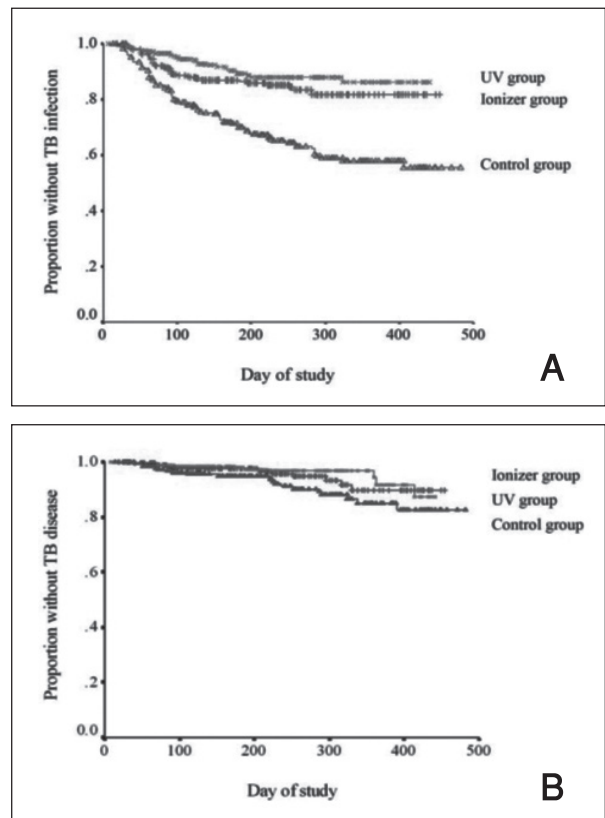 1.0
.8
.6
.4
.2
0.0
0 100 200 300 400 500
Proportion without TB infection
Day of study
UV group
Ionizer group
Control group
A
1.0
.8
.6
.4
.2
0.0
0 100 200 300 400 500
Proportion without TB disease
Day of study
Ionizer group
UV group
Control group
B